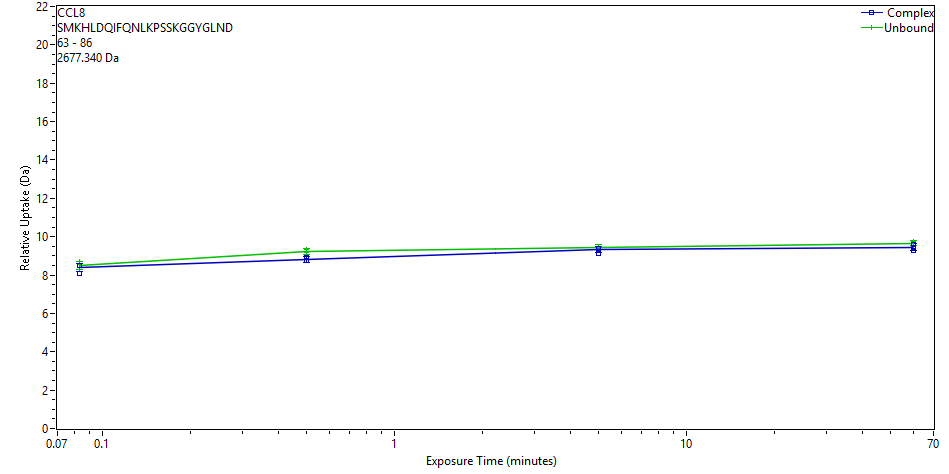 CCL8
SMKHLDQIFQNLKPSSKGGYGLND
63 - 86
2677.340 Da
Complex
Unbound
Relative Uptake (Da)
22
20
18
16
14
12
10
8
6
4
2
0
0.07 0.1 1 10 70
Exposure Time (minutes)